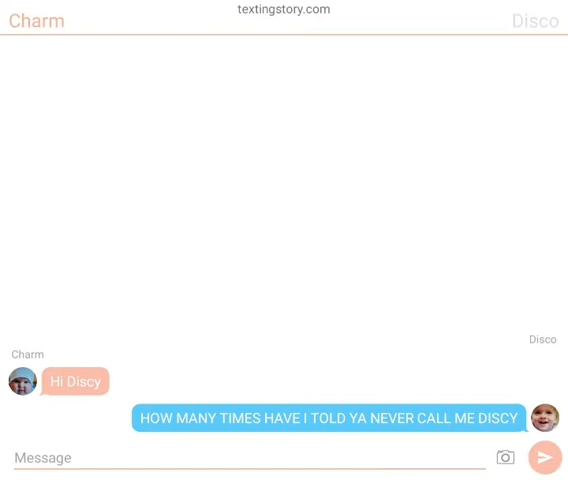 textingstory.com
Charm
Disco
Disco
Charm
Hi Discy
HOW MANY TIMES HAVE I TOLD YA NEVER CALL ME DISCY
Message